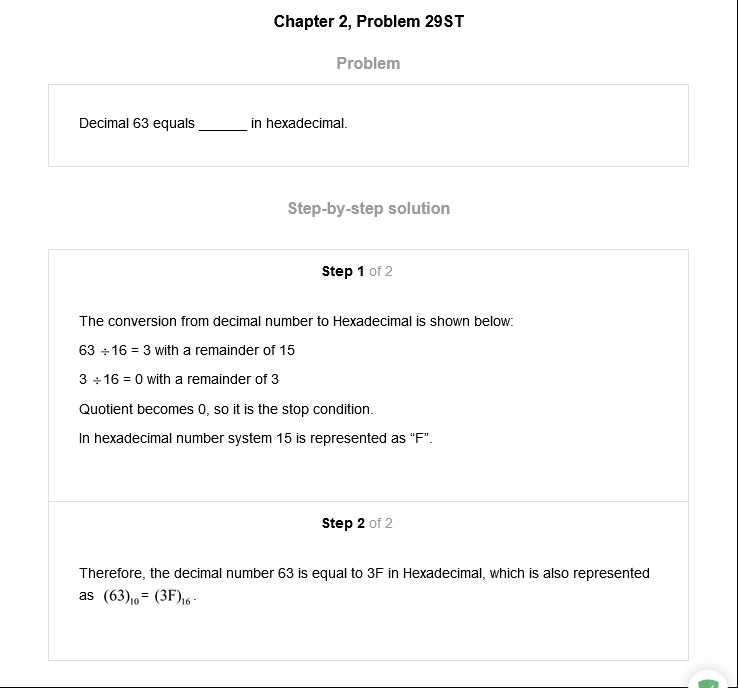 Chapter 2, Problem 29ST
Problem
Decimal 63 equals ______ in hexadecimal.
Step-by-step solution
Step 1 of 2
The conversion from decimal number to Hexadecimal is shown below:
63 ÷16 = 3 with a remainder of 15
3 ÷16 = 0 with a remainder of 3
Quotient becomes 0, so it is the stop condition.
In hexadecimal number system 15 is represented as “F”.
Step 2 of 2
Therefore, the decimal number 63 is equal to 3F in Hexadecimal, which is also represented
as (63)₁₀ = (3F)₁₆ .